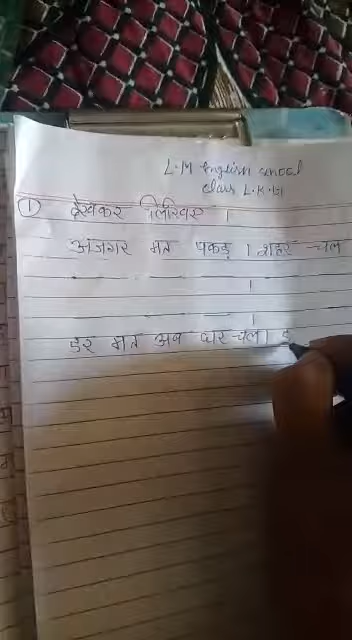 L.M English school
class L.K.G
① देखकर लिखिए ।
अजगर मत पकड़ । शहर चल
।
।
डर मत अब घर चल । ड